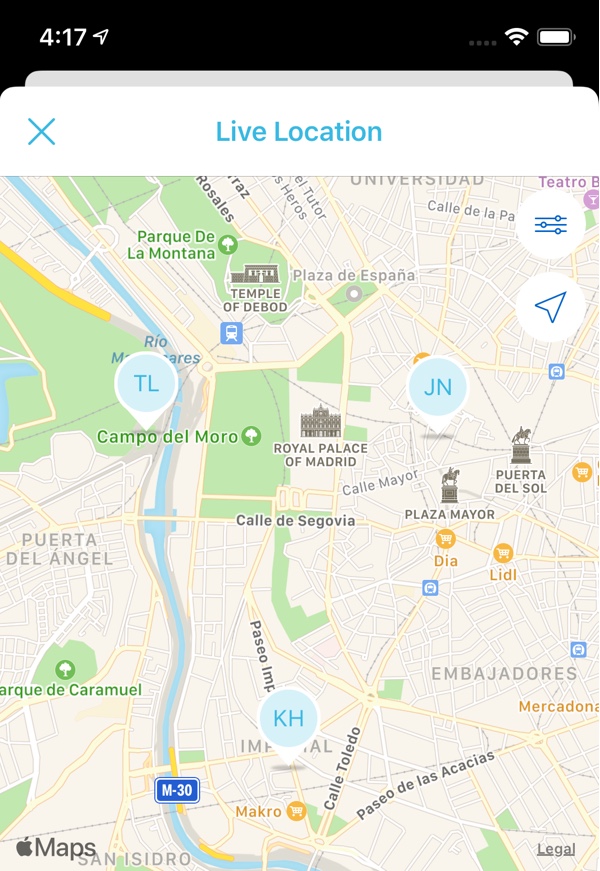 4:17
Live Location
UNIVERSIDAD
Teatro B
Rosales
rraz
Heros
del Tutor
Calle de la Pa
Parque De
La Montana
Plaza de España
TEMPLE
OF DEBOD
Río
TL
JN
Campo del Moro
ROYAL PALACE
OF MADRID
PUERTA
DEL SOL
Calle Mayor
PLAZA MAYOR
Calle de Segovia
PUERTA
DEL ÁNGEL
Dia
Lidl
Paseo Imp
EMBAJADORES
arque de Caramuel
Mercadona
KH
IMPERIAL
Calle Toledo
M-30
Paseo de las Acacias
Makro
Maps
Legal
SAN ISIDRO